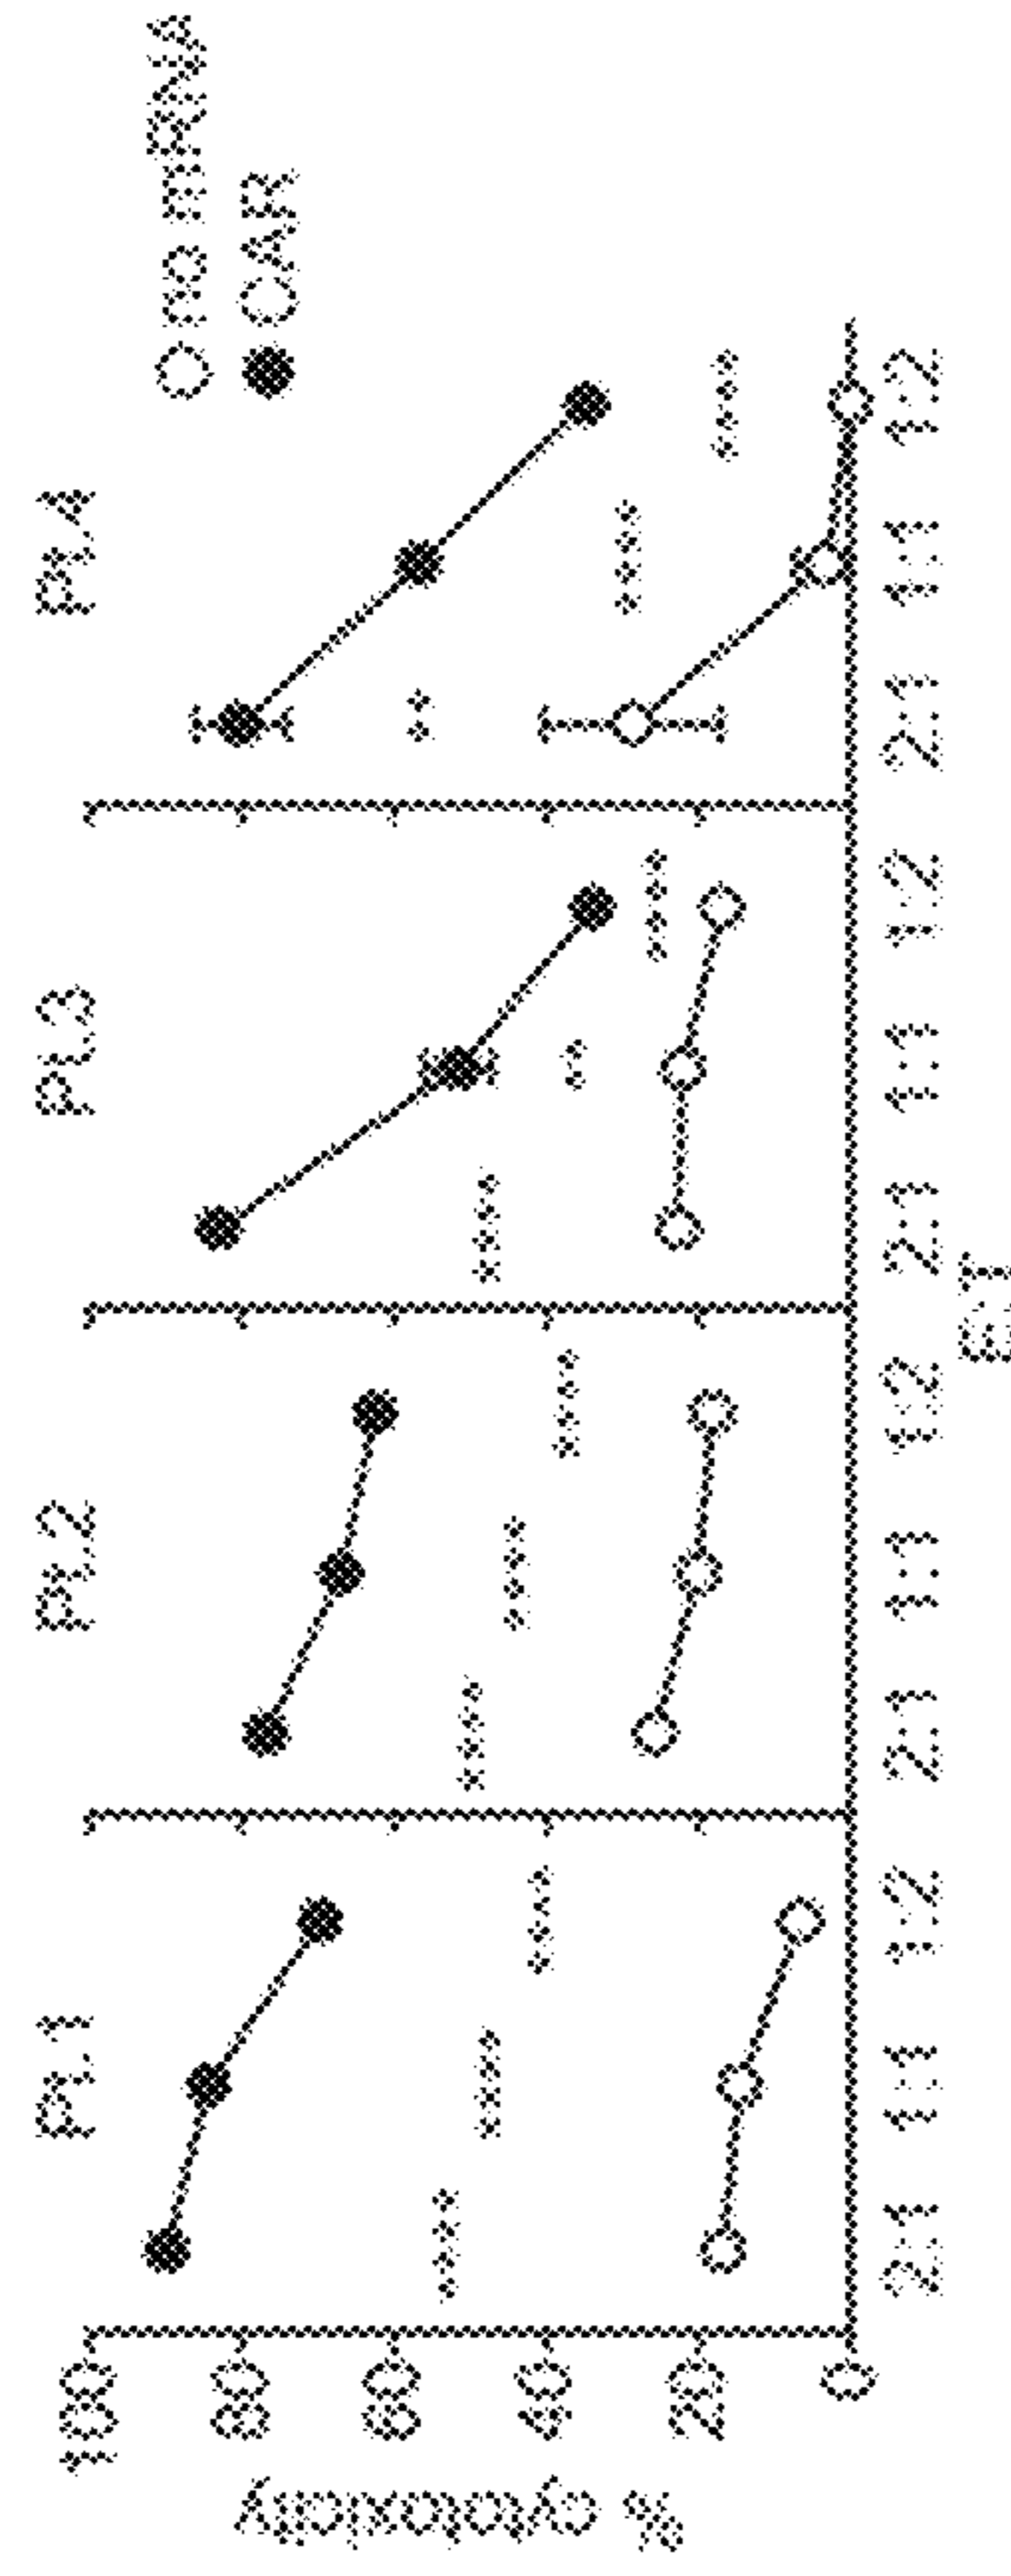 PL1 PL2 PL3 PL4
no mRNA
CAR
% cytotoxicity
100
80
60
40
20
0
**** **** ****
**** **** ****
**** ** ****
** **** ****
2:1 1:1 1:2 2:1 1:1 1:2 2:1 1:1 1:2 2:1 1:1 1:2
E:T